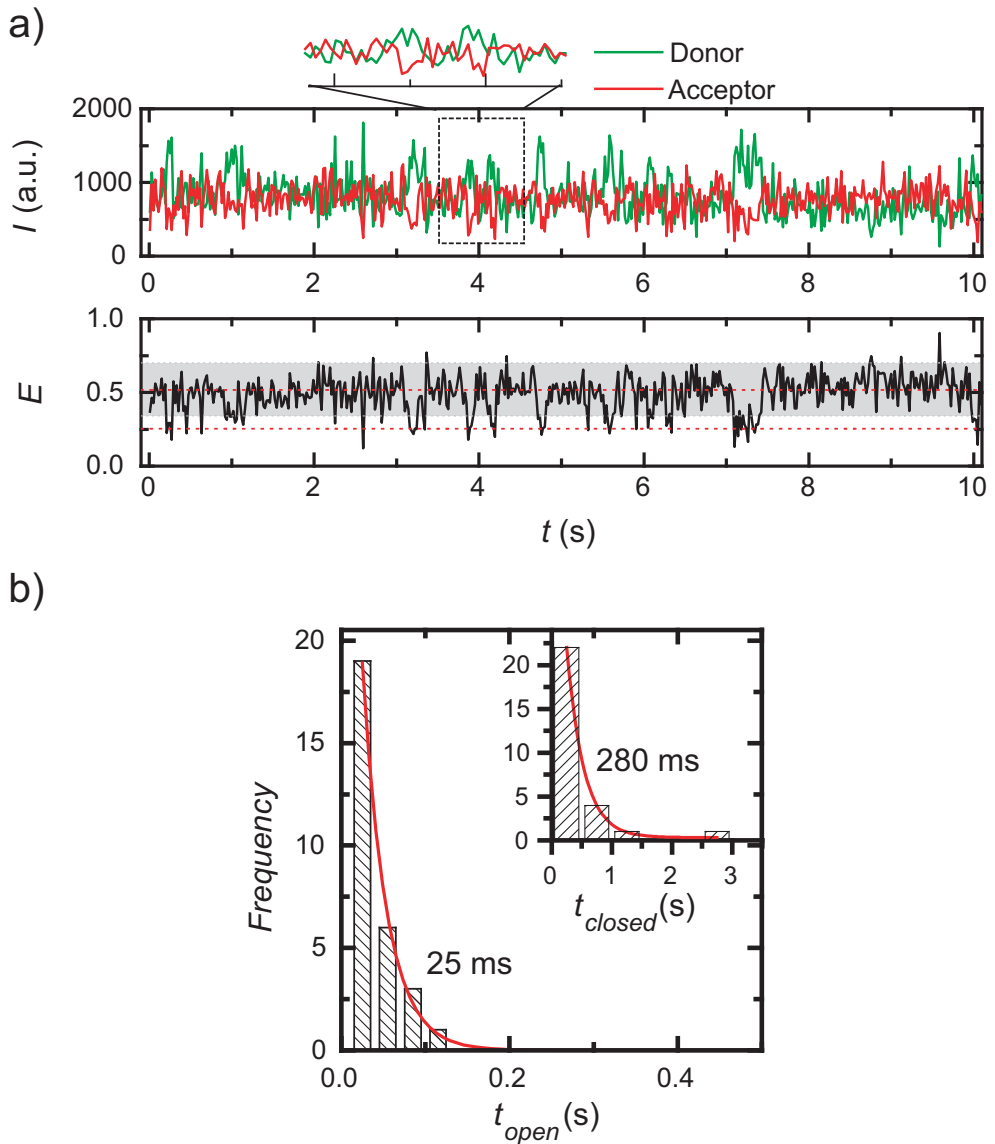 a)
Donor
Acceptor
2000
1000
0
I (a.u.)
0 2 4 6 8 10
1.0
0.5
0.0
E
0 2 4 6 8 10
t (s)
b)
20
15
10
5
0
Frequency
25 ms
0.0 0.2 0.4
t_open (s)
20
15
10
5
0
280 ms
0 1 2 3
t_closed (s)